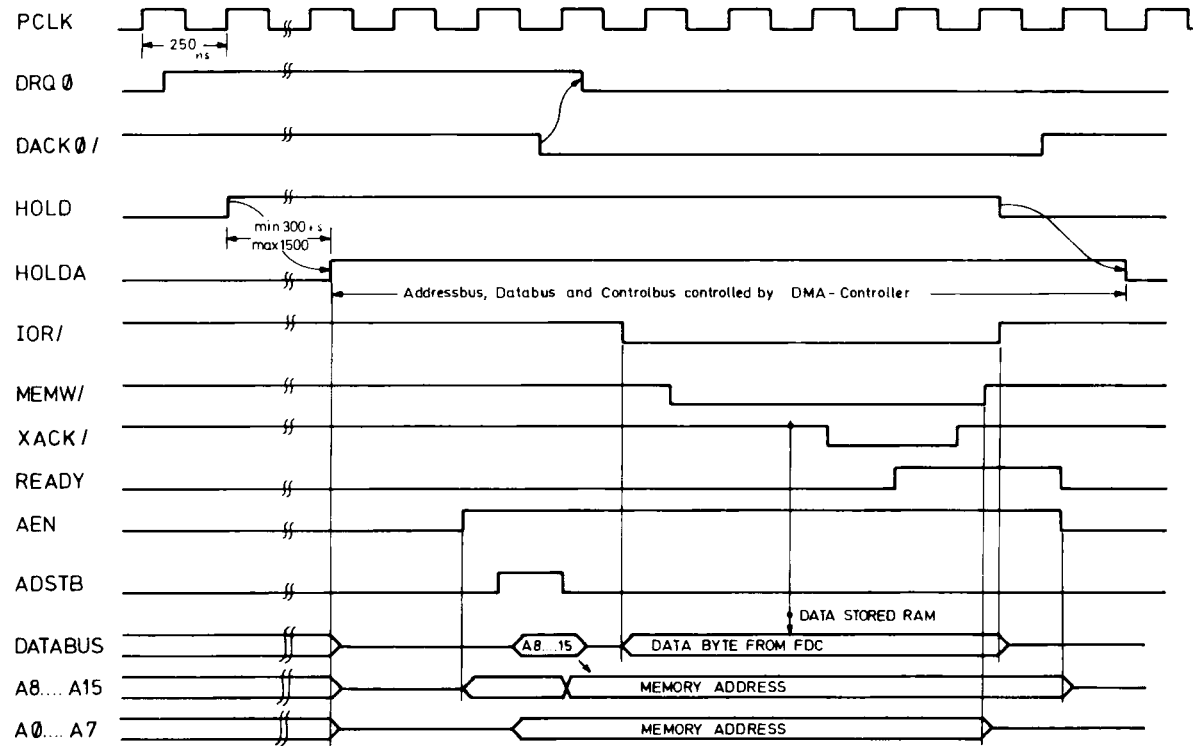 PCLK
250
ns
DRQ Ø
DACKØ/
HOLD
min 300 ns
max 1500
HOLDA
Addressbus, Databus and Controlbus controlled by DMA-Controller
IOR/
MEMW/
XACK/
READY
AEN
ADSTB
DATA STORED RAM
DATABUS
A8....15
DATA BYTE FROM FDC
A8.... A15
MEMORY ADDRESS
AØ.... A7
MEMORY ADDRESS